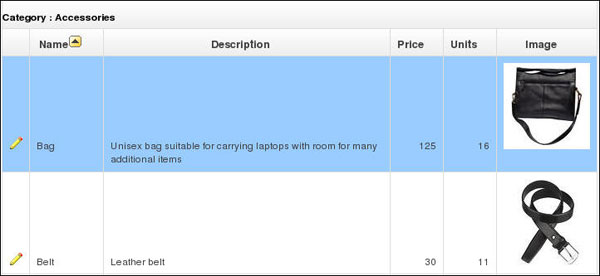 Category : Accessories
Name Description Price Units Image
Bag Unisex bag suitable for carrying laptops with room for many additional items 125 16
Belt Leather belt 30 11